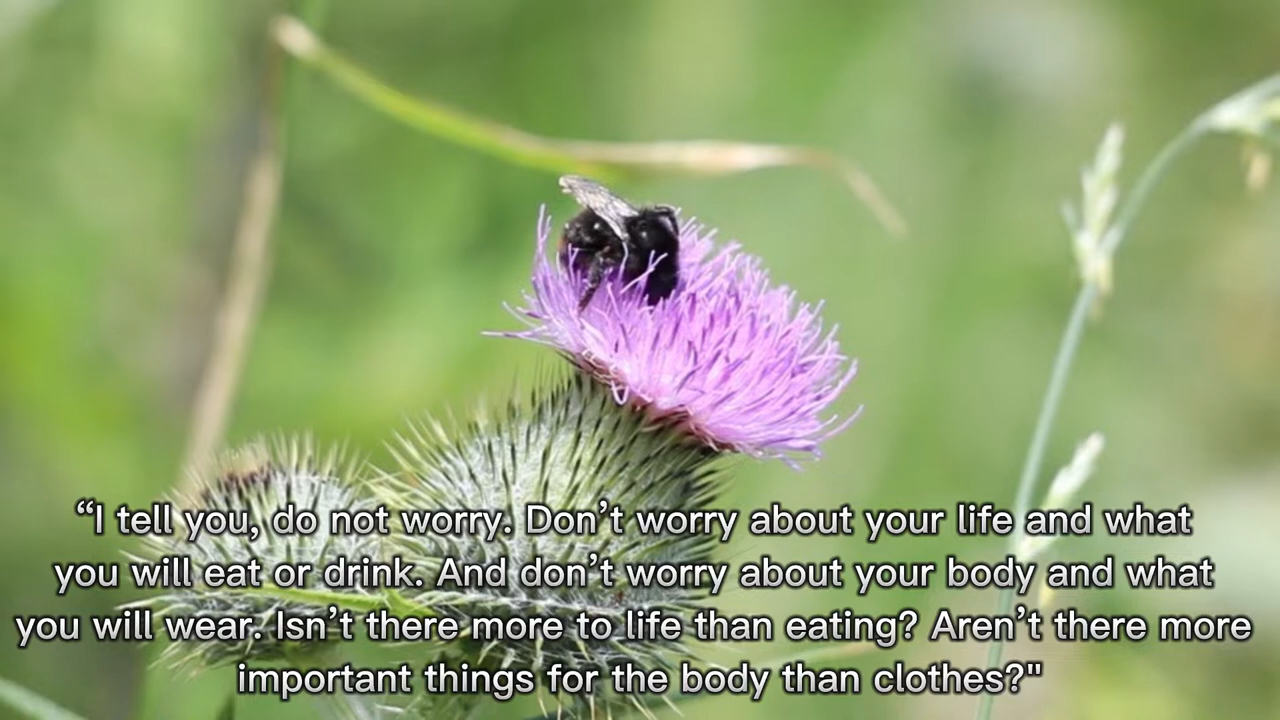 “I tell you, do not worry. Don’t worry about your life and what
you will eat or drink. And don’t worry about your body and what
you will wear. Isn’t there more to life than eating? Aren’t there more
important things for the body than clothes?"